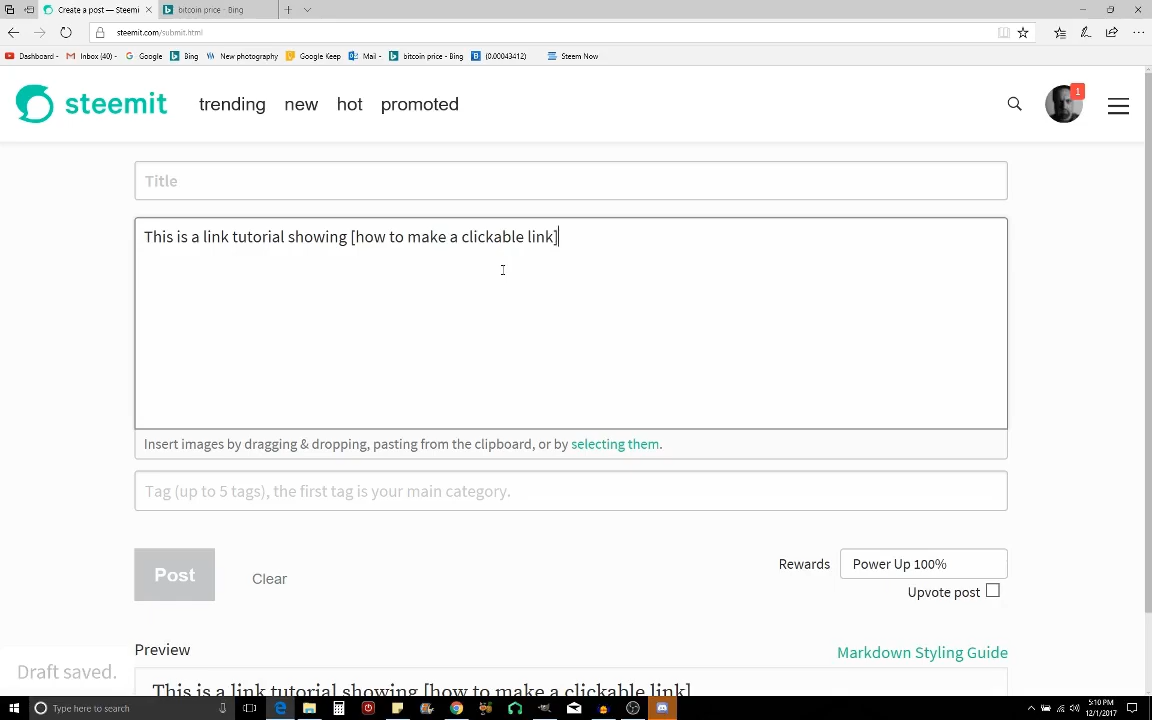 Create a post — Steemi
bitcoin price - Bing
steemit.com/submit.html
Dashboard -
Inbox (40) -
Google
Bing
New photography
Google Keep
Mail -
bitcoin price - Bing
(0.00043412)
Steem Now
steemit
trending
new
hot
promoted
1
Title
This is a link tutorial showing [how to make a clickable link]
Insert images by dragging & dropping, pasting from the clipboard, or by selecting them.
Tag (up to 5 tags), the first tag is your main category.
Post
Clear
Rewards
Power Up 100%
Upvote post
Preview
Markdown Styling Guide
Draft saved.
This is a link tutorial showing [how to make a clickable link]
Type here to search
5:10 PM
12/1/2017